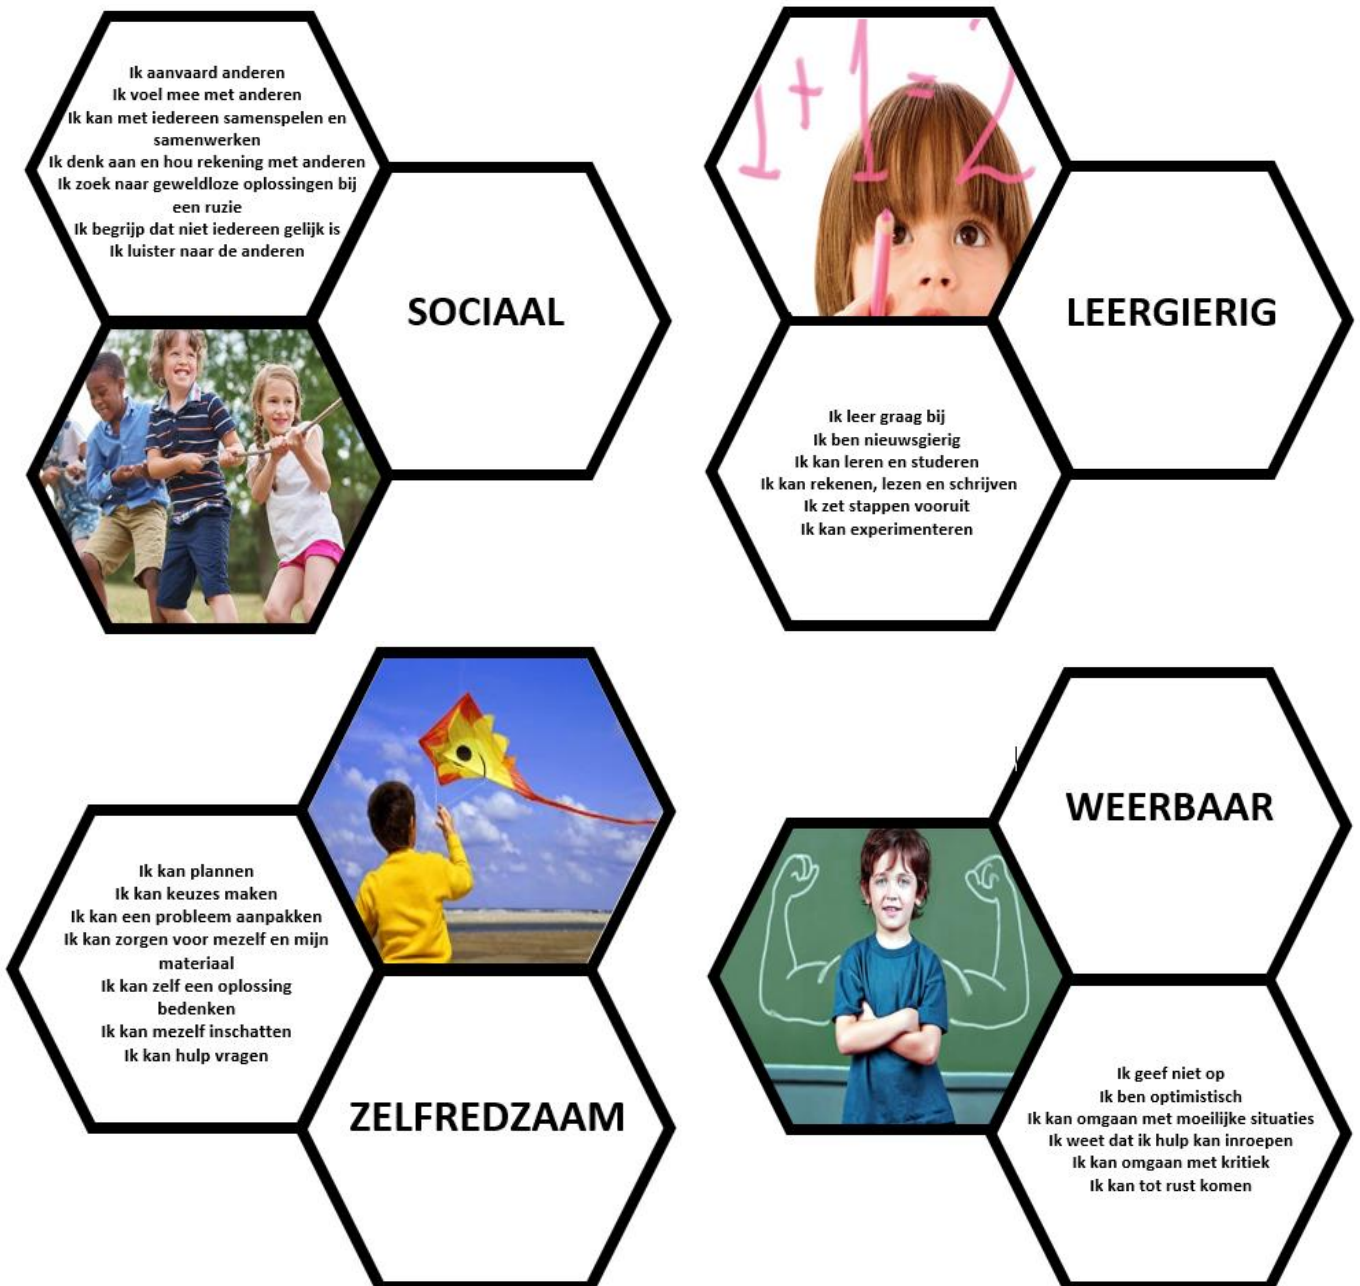 Ik aanvaard anderen
Ik voel mee met anderen
Ik kan met iedereen samenspelen en
samenwerken
Ik denk aan en hou rekening met anderen
Ik zoek naar geweldloze oplossingen bij
een ruzie
Ik begrijp dat niet iedereen gelijk is
Ik luister naar de anderen
SOCIAAL
1+1=2
LEERGIERIG
Ik leer graag bij
Ik ben nieuwsgierig
Ik kan leren en studeren
Ik kan rekenen, lezen en schrijven
Ik zet stappen vooruit
Ik kan experimenteren
Ik kan plannen
Ik kan keuzes maken
Ik kan een probleem aanpakken
Ik kan zorgen voor mezelf en mijn
materiaal
Ik kan zelf een oplossing
bedenken
Ik kan mezelf inschatten
Ik kan hulp vragen
ZELFREDZAAM
WEERBAAR
Ik geef niet op
Ik ben optimistisch
Ik kan omgaan met moeilijke situaties
Ik weet dat ik hulp kan inroepen
Ik kan omgaan met kritiek
Ik kan tot rust komen